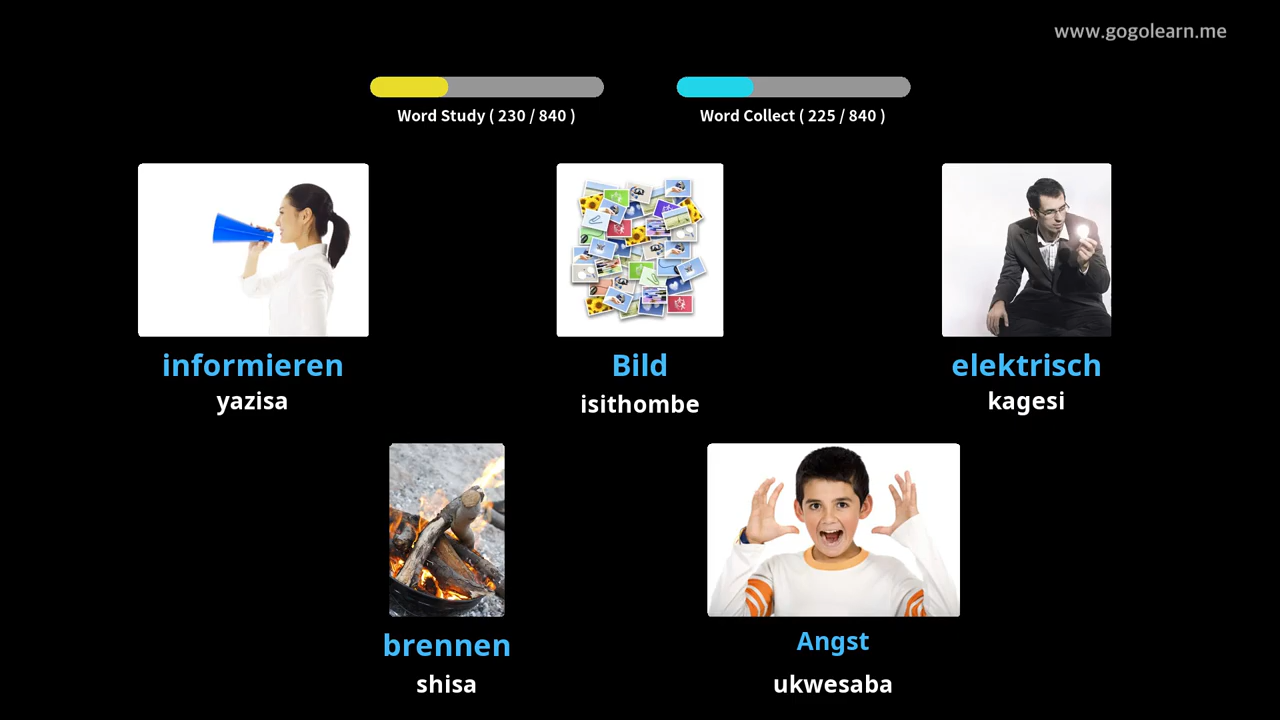 www.gogolearn.me
Word Study ( 230 / 840 )
Word Collect ( 225 / 840 )
informieren
yazisa
Bild
isithombe
elektrisch
kagesi
brennen
shisa
Angst
ukwesaba